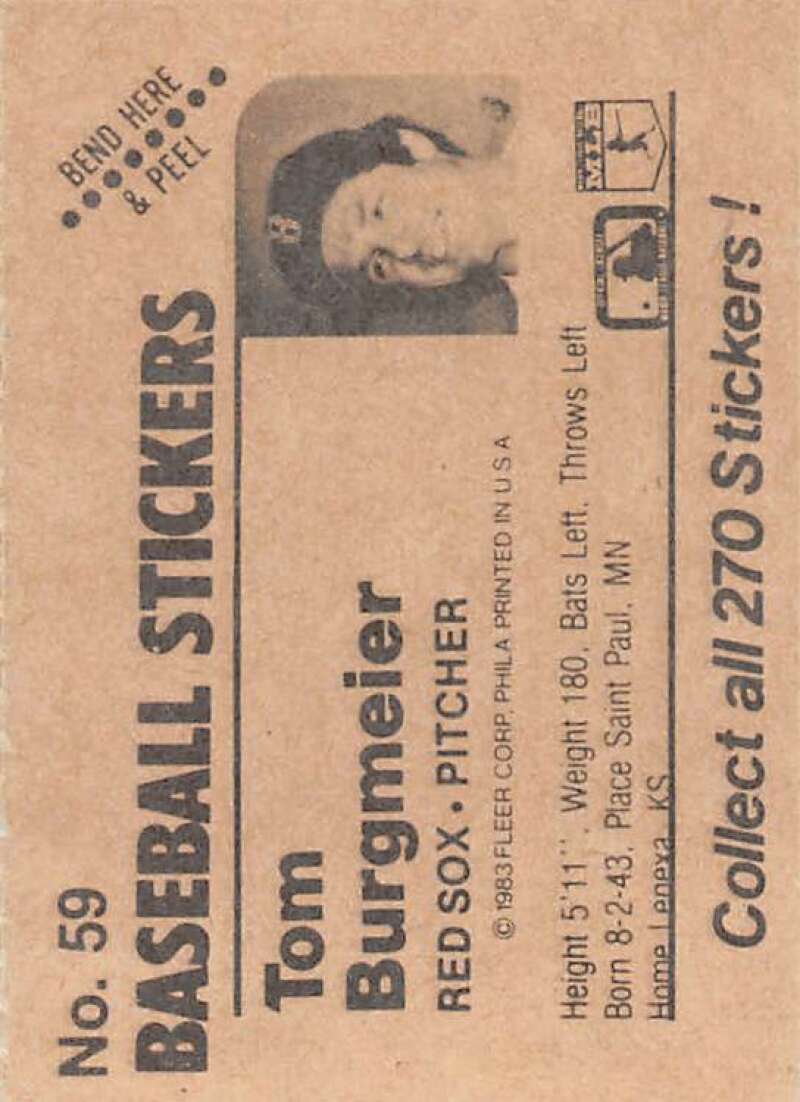 No. 59
BEND HERE
& PEEL
BASEBALL STICKERS
Tom
Burgmeier
RED SOX • PITCHER
© 1983 FLEER CORP. PHILA PRINTED IN U S A
Height 5'11''. Weight 180. Bats Left. Throws Left
Born 8-2-43. Place Saint Paul. MN
Home Lenexa KS
Collect all 270 Stickers!